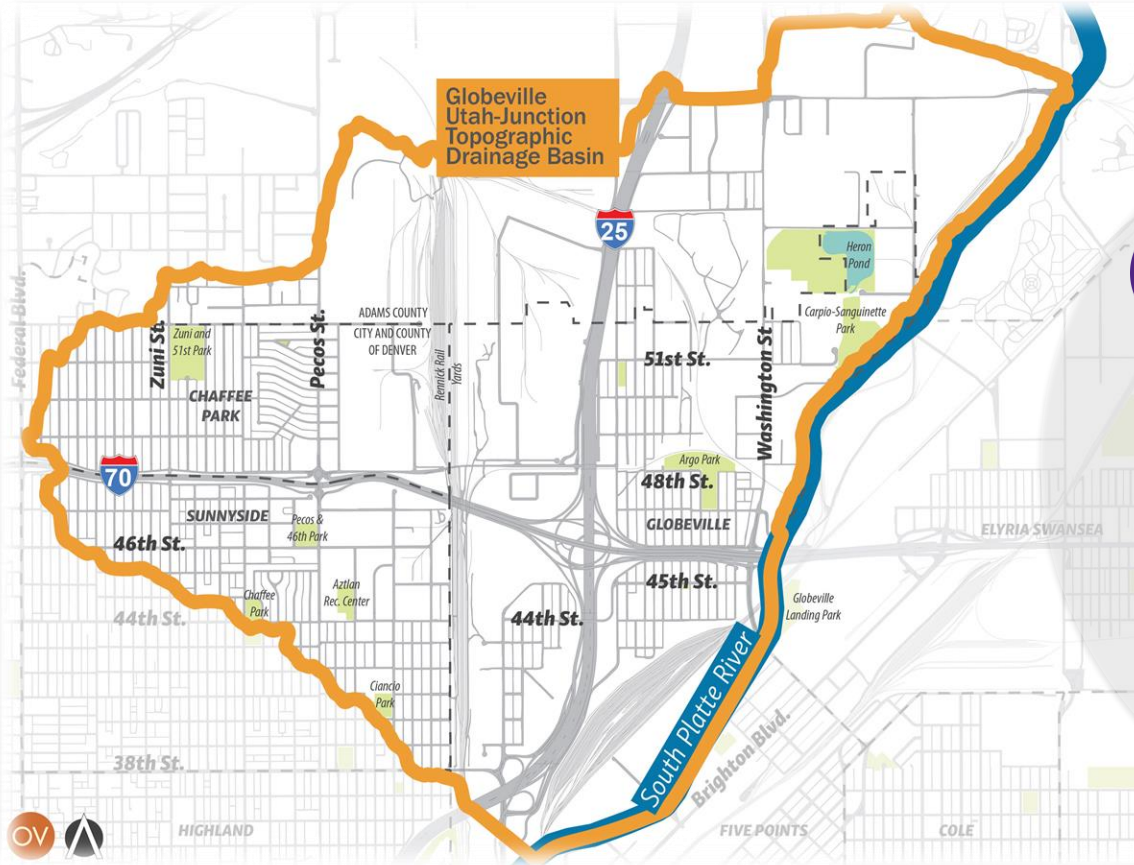 Globeville
Utah-Junction
Topographic
Drainage Basin
25
Heron
Pond
Federal Blvd.
ADAMS COUNTY
CITY AND COUNTY
OF DENVER
Carpio-Sanguinette
Park
Zuni St.
Zuni and
51st Park
Pecos St.
Rennick Rail
Yards
51st St.
Washington St.
CHAFFEE
PARK
Argo Park
70
48th St.
SUNNYSIDE
Pecos &
46th Park
GLOBEVILLE
ELYRIA SWANSEA
46th St.
45th St.
Chaffee
Park
Aztlan
Rec. Center
Globeville
Landing Park
44th St.
44th St.
South Platte River
Ciancio
Park
Brighton Blvd.
38th St.
OV
HIGHLAND
FIVE POINTS
COLE